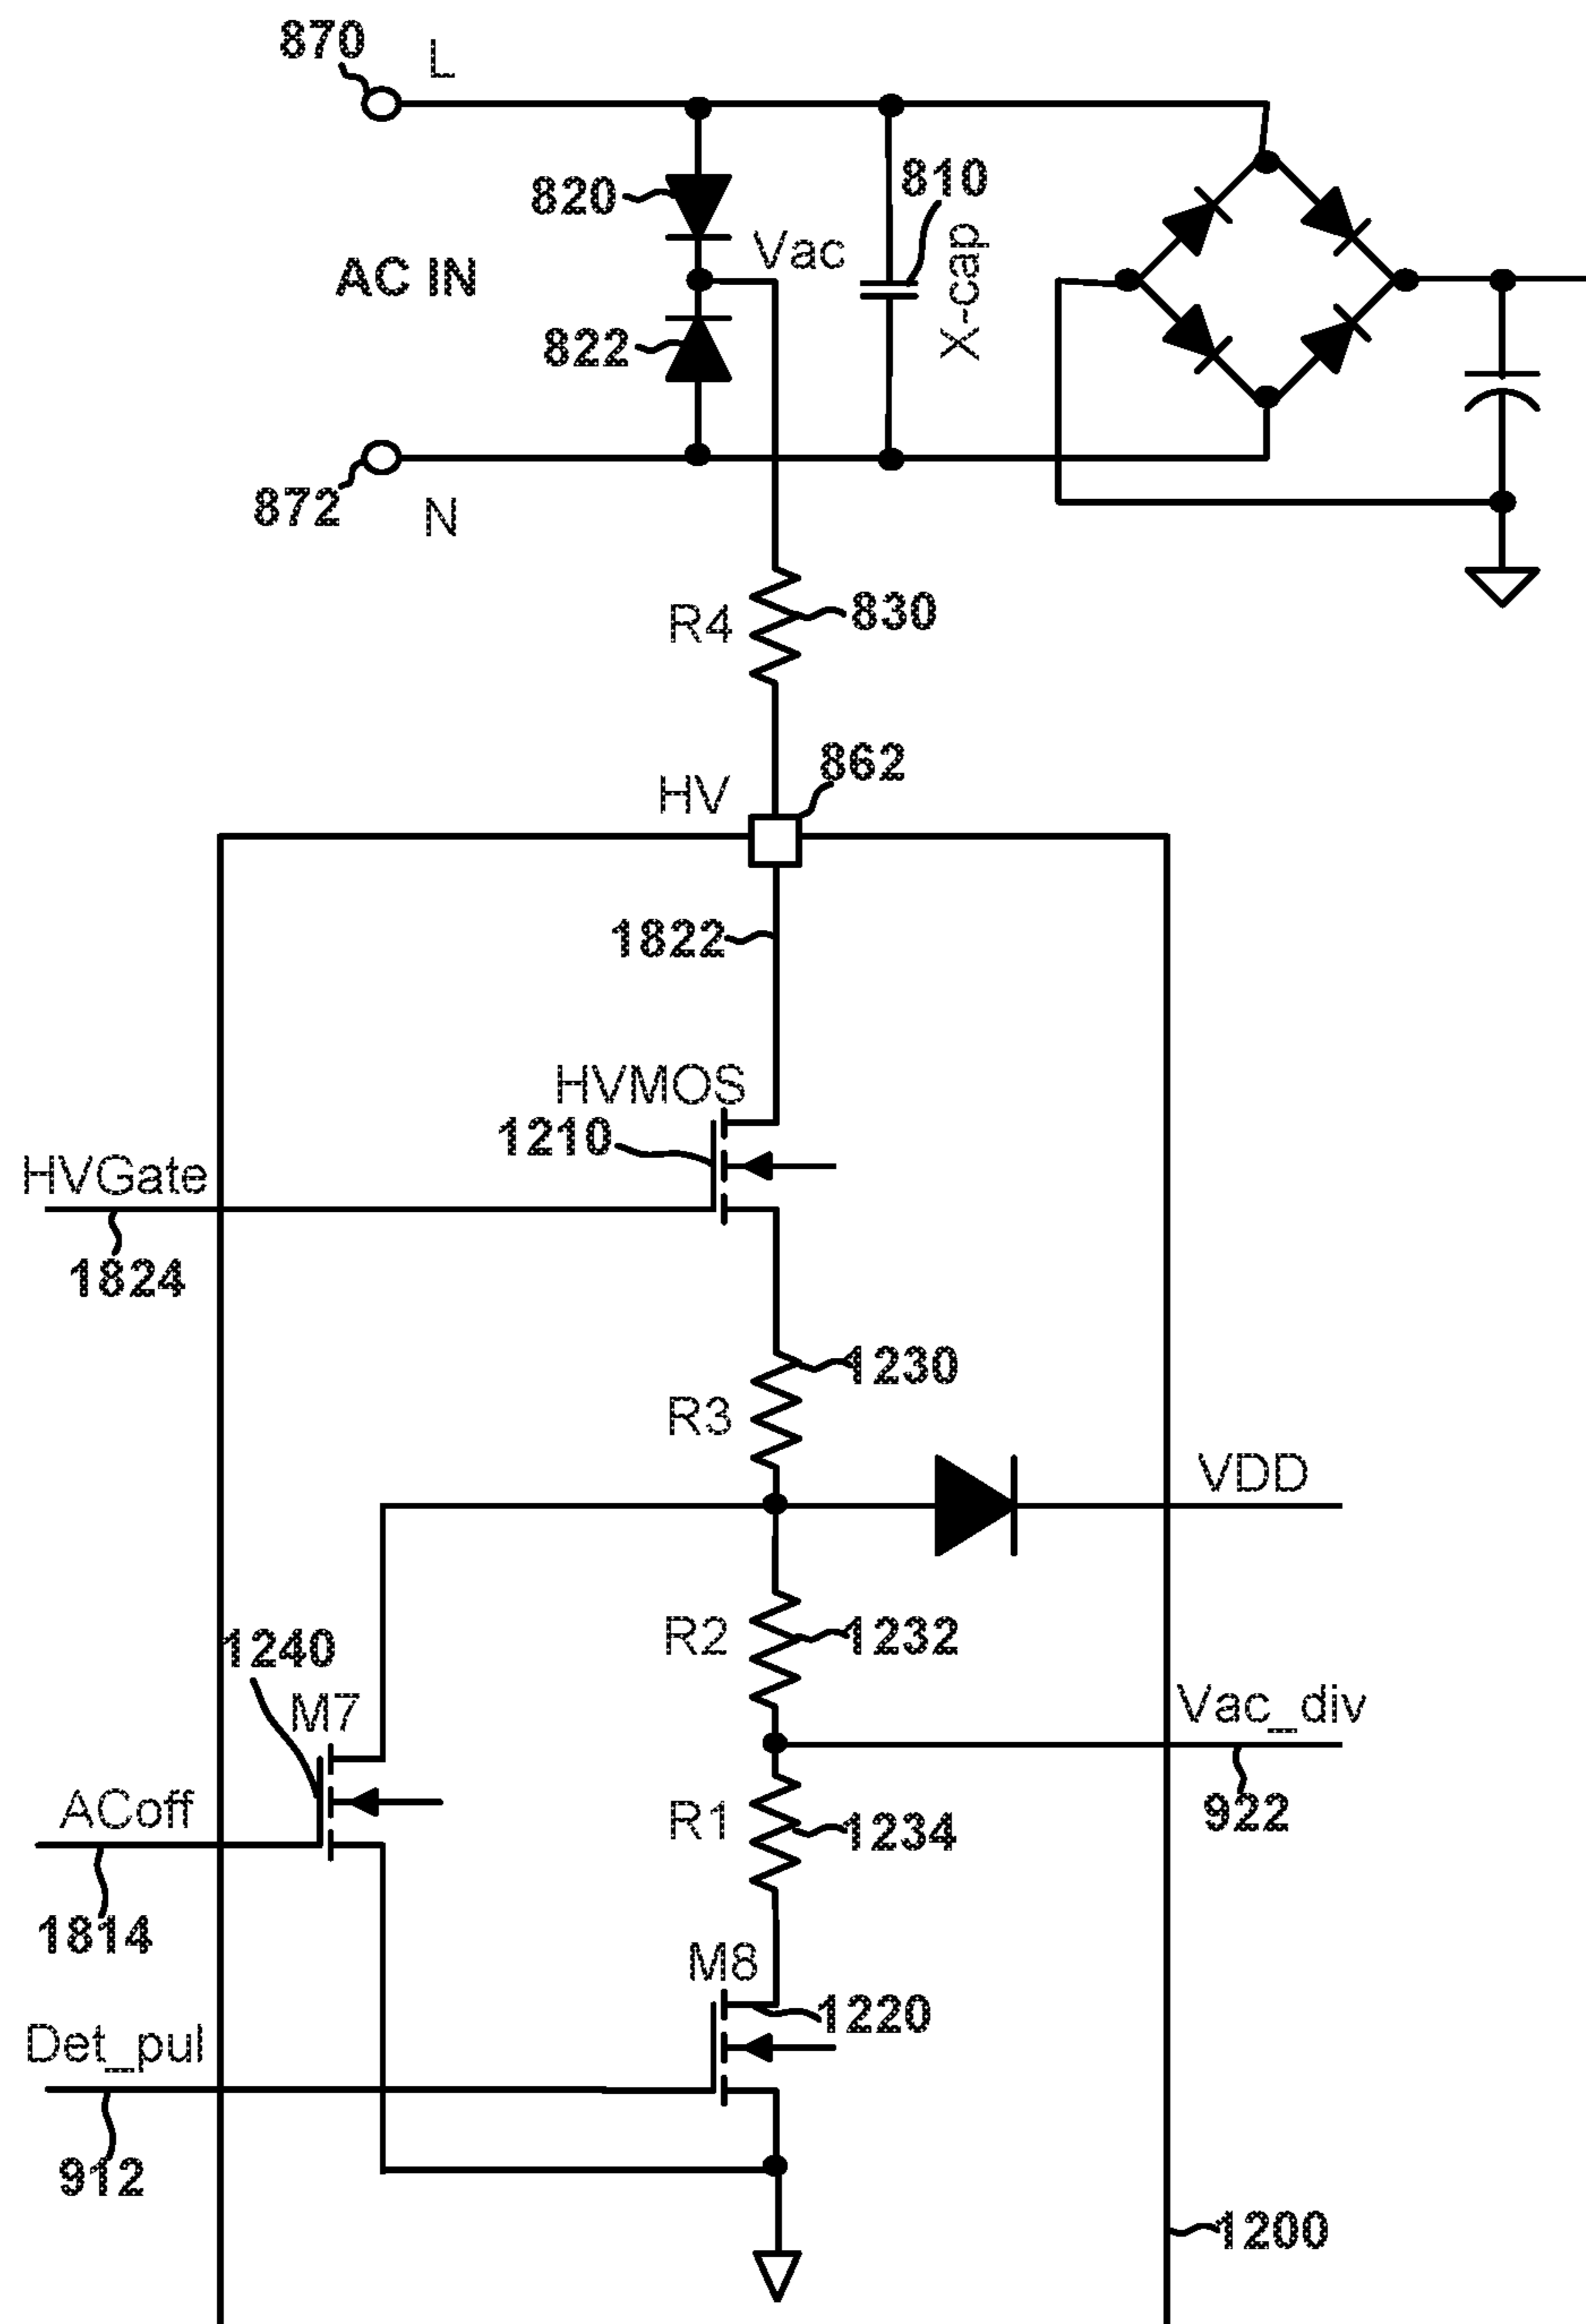 870
L
820
810
X-cap
Vac
AC IN
822
872
N
R4
830
HV
862
1822
HVMOS
1210
HVGate
1824
1230
R3
VDD
R2
1232
1240
M7
Vac_div
ACoff
R1
1234
922
1814
M8
1220
Det_pul
912
1200